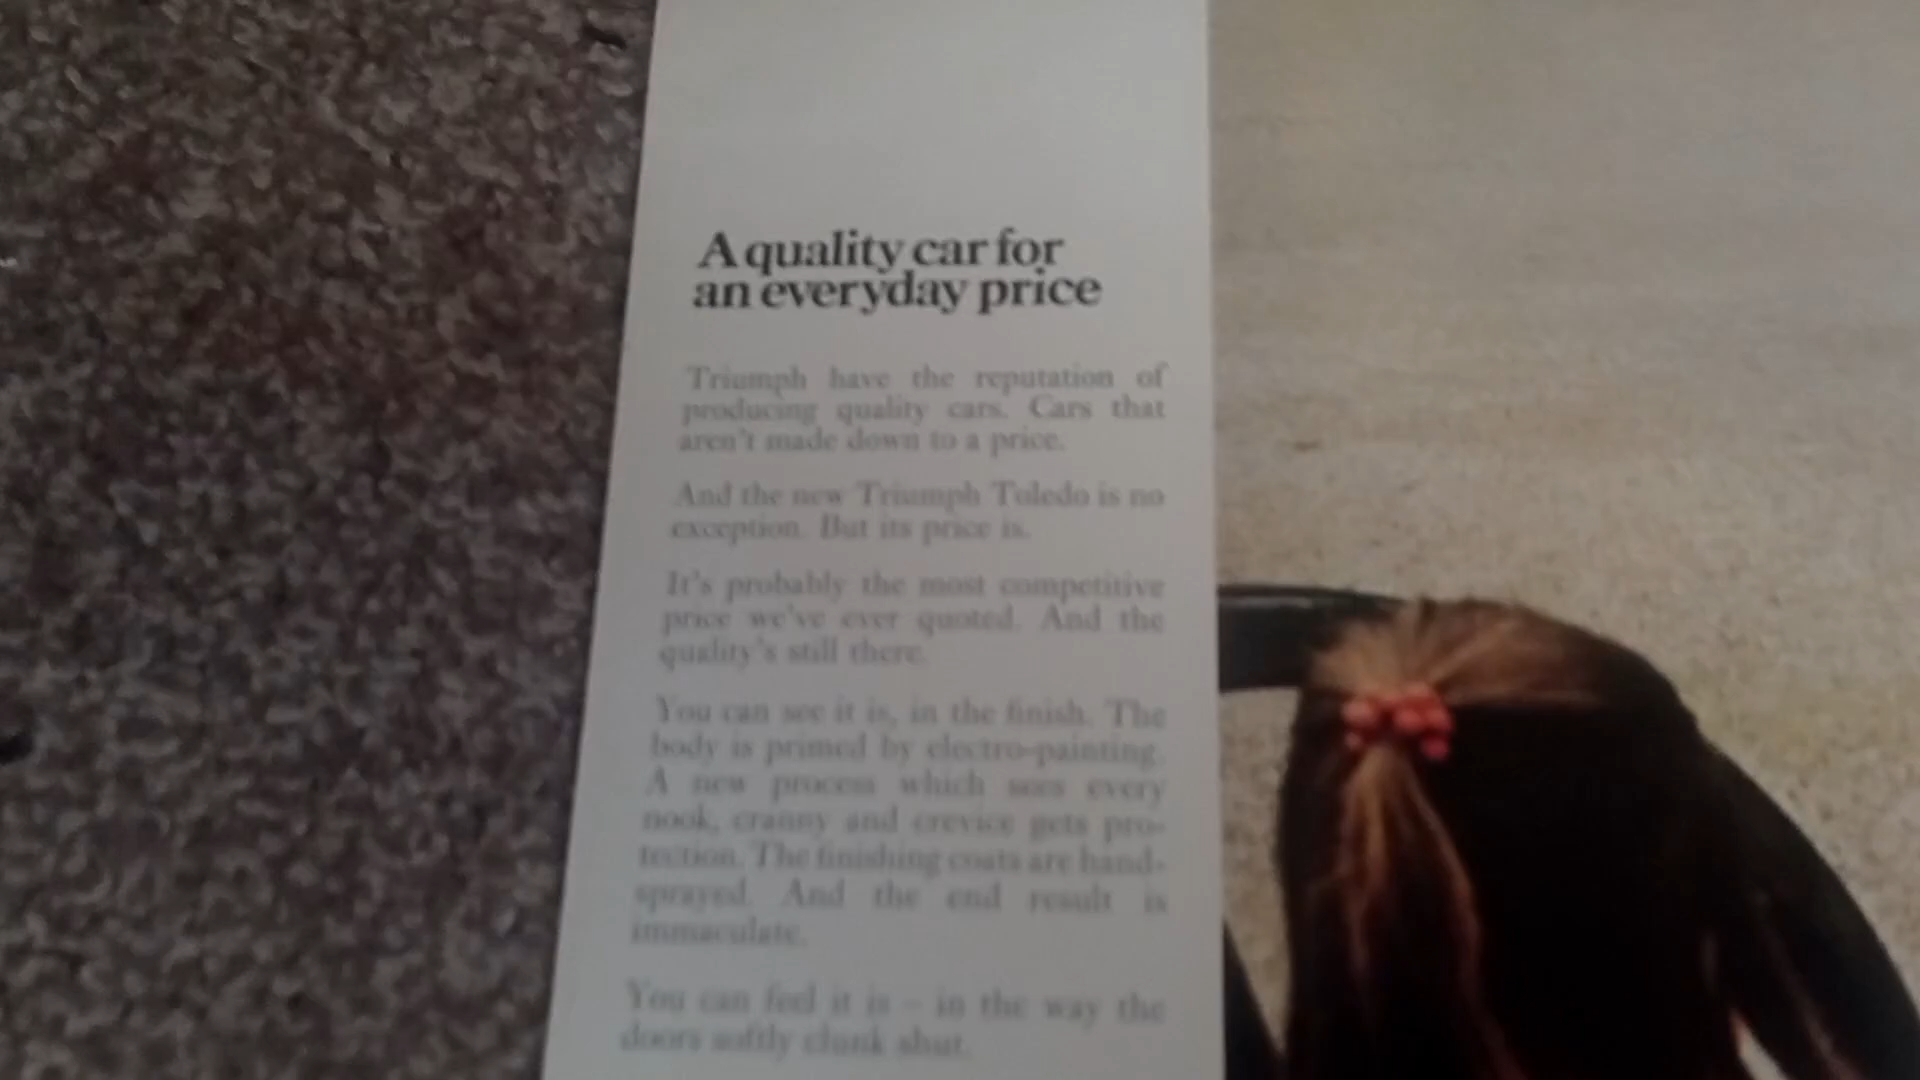 A quality car for
an everyday price
Triumph have the reputation of
producing quality cars. Cars that
aren't made down to a price.
And the new Triumph Toledo is no
exception. But its price is.
It's probably the most competitive
price we've ever quoted. And the
quality's still there.
You can see it is, in the finish. The
body is primed by electro-painting.
A new process which sees every
nook, cranny and crevice gets pro-
tection. The finishing coats are hand-
sprayed. And the end result is
immaculate.
You can feel it is – in the way the
doors softly clunk shut.